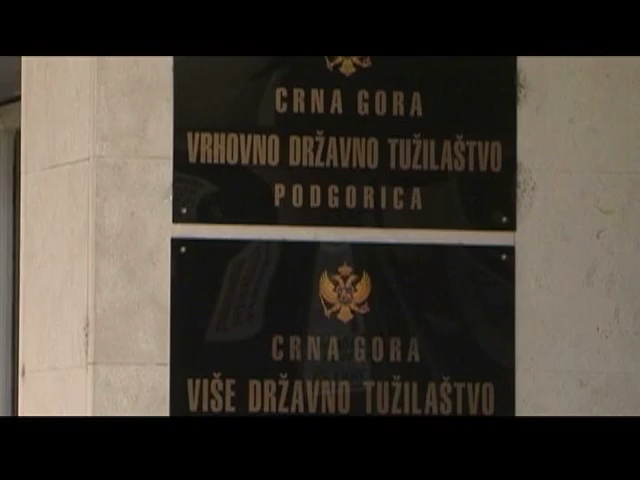 CRNA GORA
VRHOVNO DRŽAVNO TUŽILAŠTVO
PODGORICA
CRNA GORA
VIŠE DRŽAVNO TUŽILAŠTVO